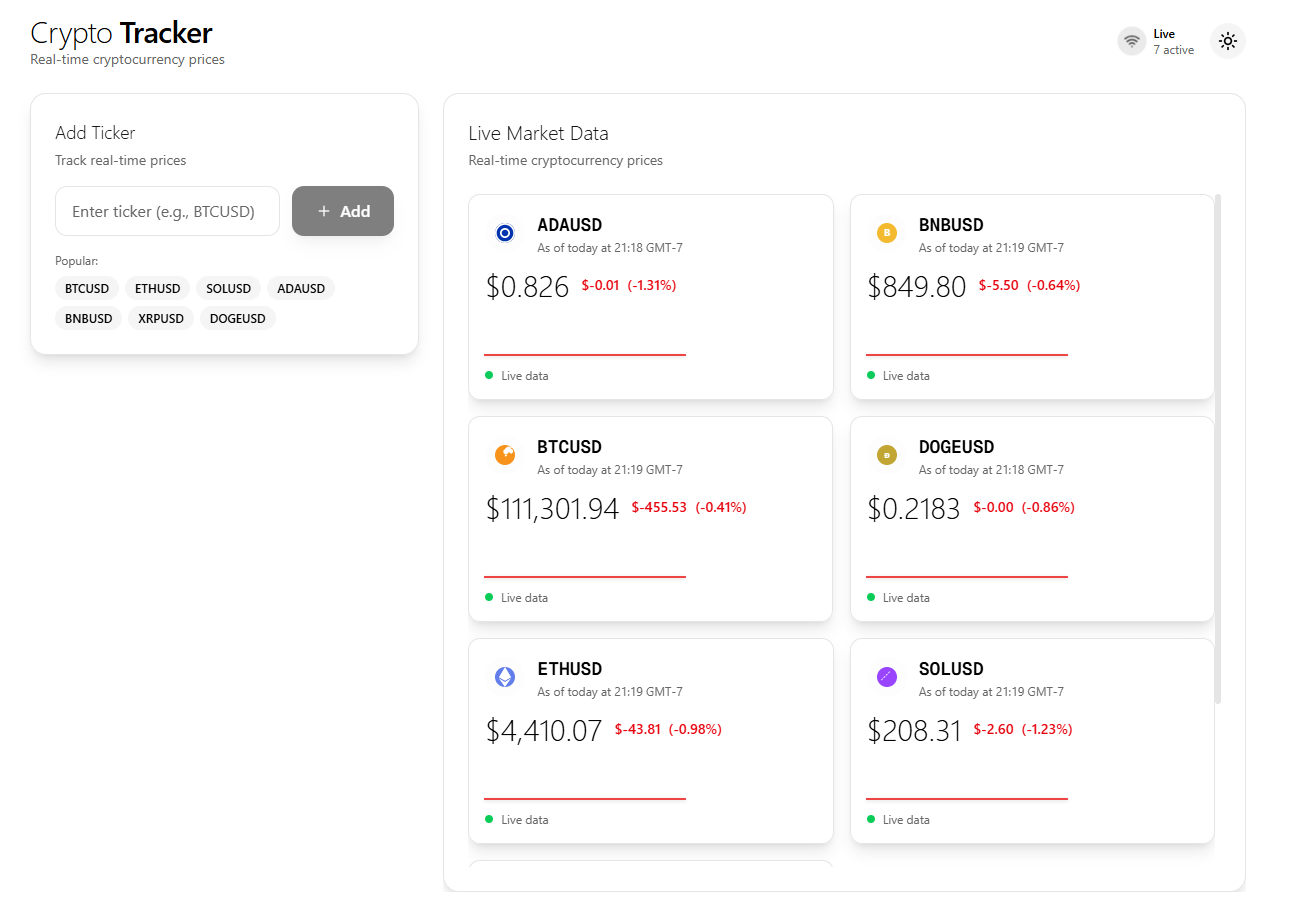 Crypto Tracker
Real-time cryptocurrency prices
Live
7 active
Add Ticker
Track real-time prices
Enter ticker (e.g., BTCUSD)
+ Add
Popular:
BTCUSD ETHUSD SOLUSD ADAUSD
BNBUSD XRPUSD DOGEUSD
Live Market Data
Real-time cryptocurrency prices
ADAUSD
As of today at 21:18 GMT-7
$0.826 $-0.01 (-1.31%)
Live data
BNBUSD
As of today at 21:19 GMT-7
$849.80 $-5.50 (-0.64%)
Live data
BTCUSD
As of today at 21:19 GMT-7
$111,301.94 $-455.53 (-0.41%)
Live data
DOGEUSD
As of today at 21:18 GMT-7
$0.2183 $-0.00 (-0.86%)
Live data
ETHUSD
As of today at 21:19 GMT-7
$4,410.07 $-43.81 (-0.98%)
Live data
SOLUSD
As of today at 21:19 GMT-7
$208.31 $-2.60 (-1.23%)
Live data